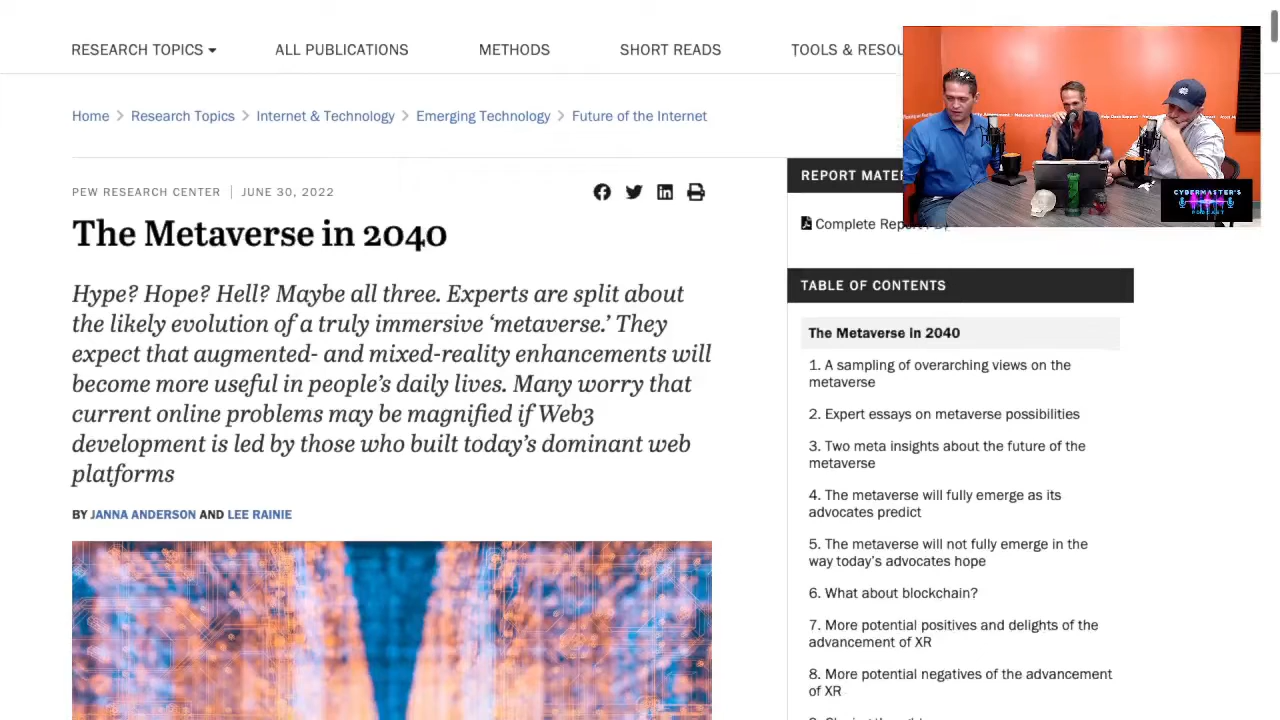 RESEARCH TOPICS
ALL PUBLICATIONS
METHODS
SHORT READS
TOOLS &
Home > Research Topics > Internet & Technology > Emerging Technology > Future of the Internet
PEW RESEARCH CENTER | JUNE 30, 2022
The Metaverse in 2040
Hype? Hope? Hell? Maybe all three. Experts are split about
the likely evolution of a truly immersive ‘metaverse.’ They
expect that augmented- and mixed-reality enhancements will
become more useful in people’s daily lives. Many worry that
current online problems may be magnified if Web3
development is led by those who built today’s dominant web
platforms
BY JANNA ANDERSON AND LEE RAINIE
CYBERMASTER'S
PODCAST
REPORT
Complete
TABLE OF CONTENTS
The Metaverse in 2040
1. A sampling of overarching views on the
metaverse
2. Expert essays on metaverse possibilities
3. Two meta insights about the future of the
metaverse
4. The metaverse will fully emerge as its
advocates predict
5. The metaverse will not fully emerge in the
way today’s advocates hope
6. What about blockchain?
7. More potential positives and delights of the
advancement of XR
8. More potential negatives of the advancement
of XR